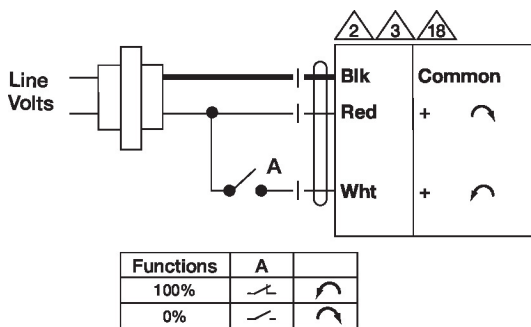 2 3 18
Line
Volts
Blk Common
Red +
A
Wht +
Functions A
100%
0%